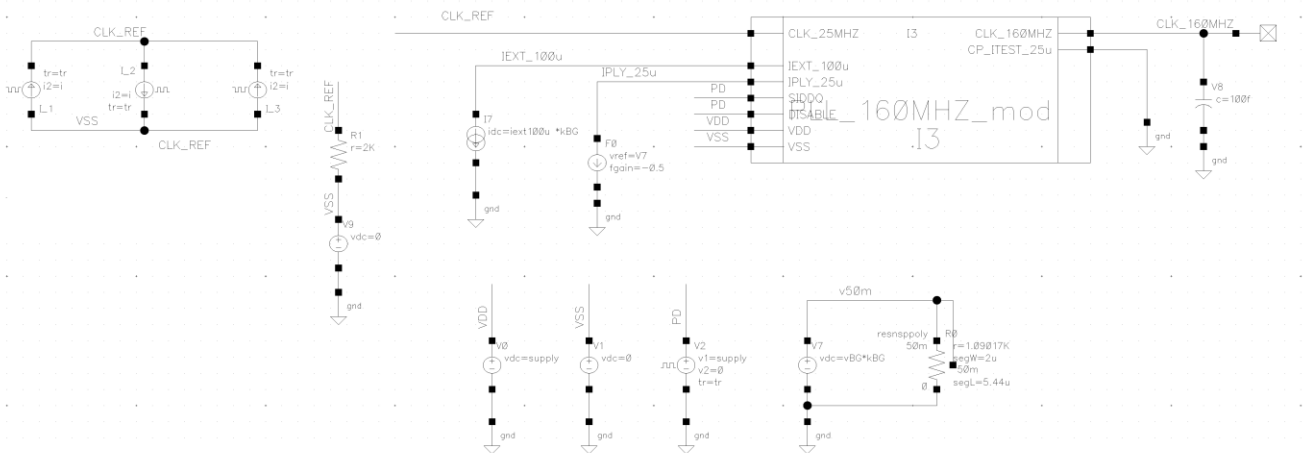 CLK_REF
tr=tr
i2=i
I_1
I_2
i2=i
tr=tr
tr=tr
i2=i
I_3
VSS
CLK_REF
CLK_REF
R1
r=2K
VSS
V9
vdc=0
gnd
CLK_REF
IEXT_100u
IPLY_25u
PD
PD
VDD
VSS
I7
idc=iext100u *kBG
gnd
F0
vref=V7
fgain=-0.5
gnd
CLK_25MHZ
I3
CLK_160MHZ
CP_ITEST_25u
IEXT_100u
IPLY_25u
SIDDQ
DISABLE
VDD
VSS
PLL_160MHZ_mod
I3
gnd
CLK_160MHZ
V8
c=100f
gnd
VDD
V0
vdc=supply
gnd
VSS
V1
vdc=0
gnd
PD
V2
v1=supply
v2=0
tr=tr
gnd
v50m
V7
vdc=vBG*kBG
gnd
resnsppoly
R0
50m
r=1.09017K
segW=2u
50m
segL=5.44u
0